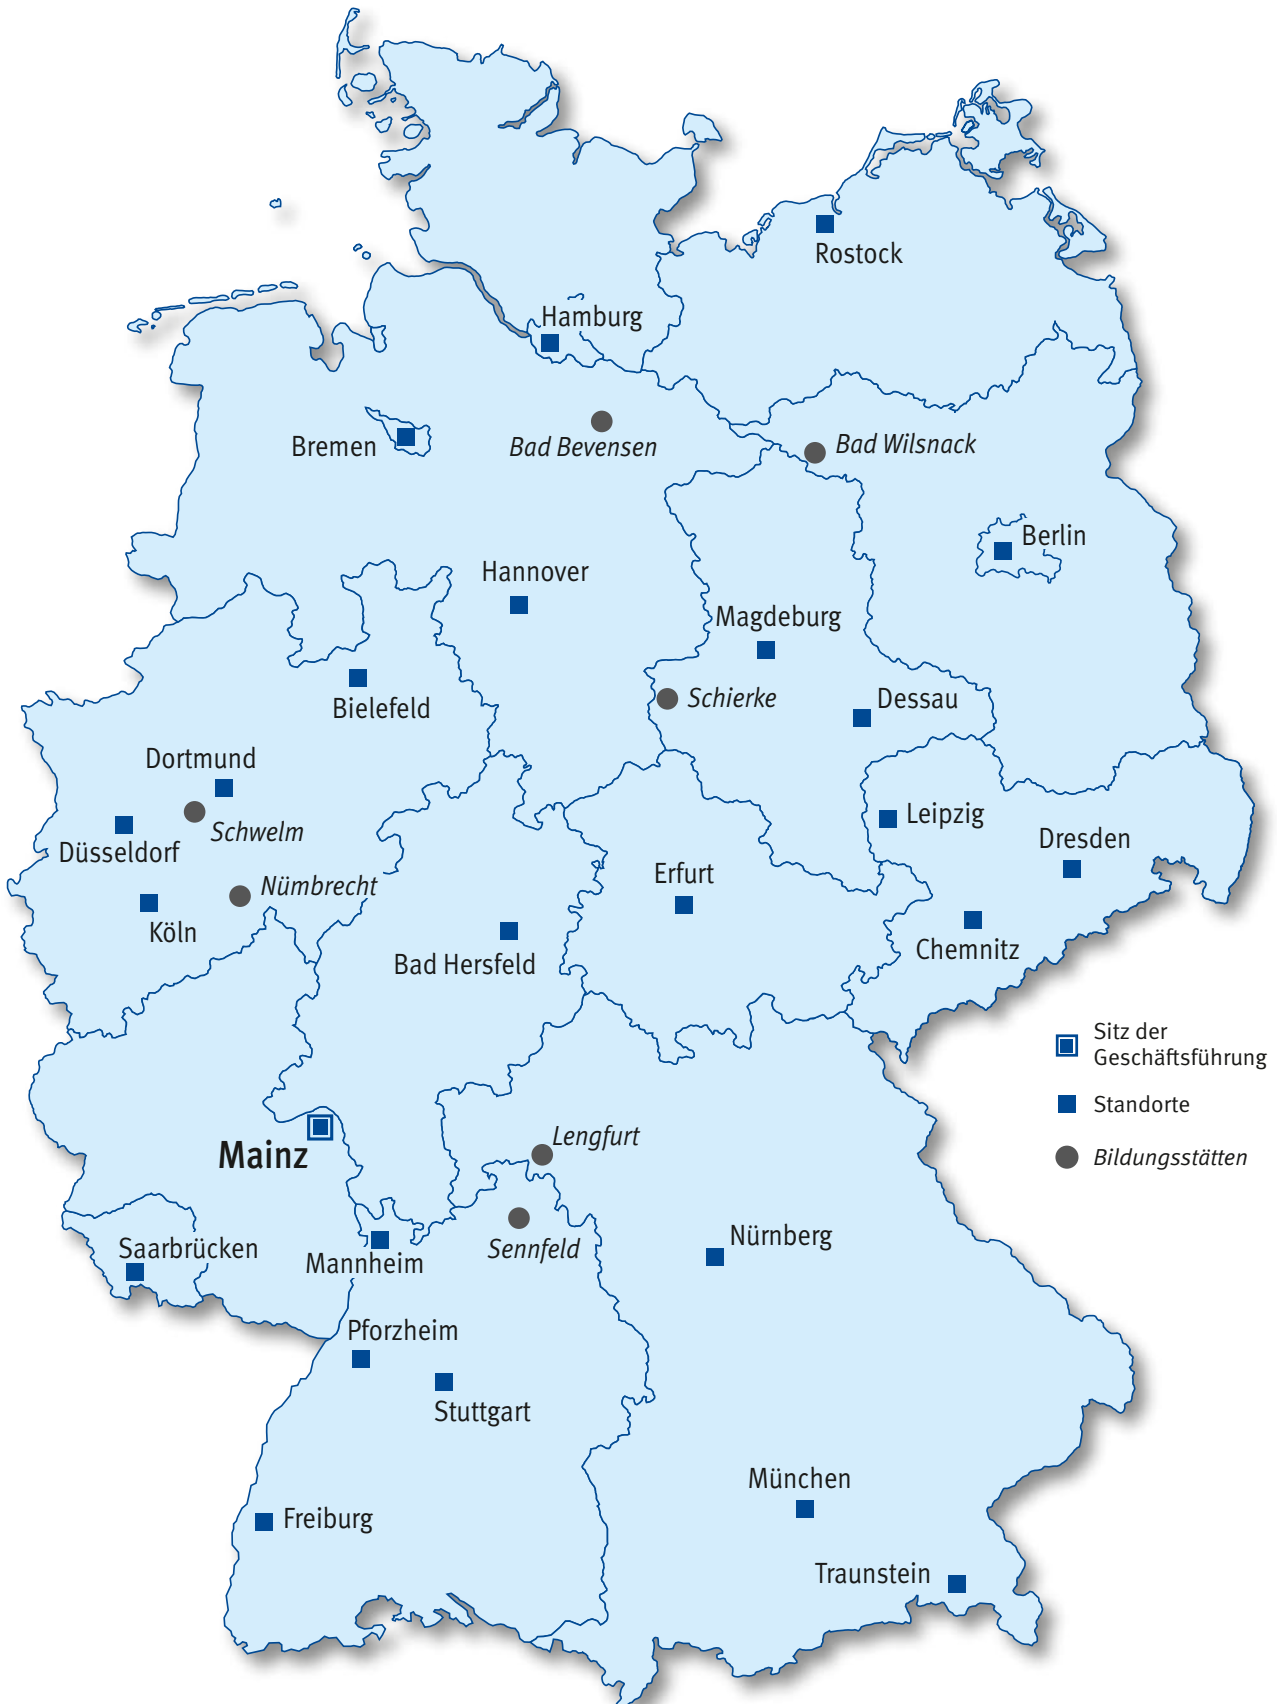 Rostock
Hamburg
Bremen
Bad Bevensen
Bad Wilsnack
Berlin
Hannover
Magdeburg
Schierke
Dessau
Bielefeld
Dortmund
Schwelm
Düsseldorf
Leipzig
Dresden
Nümbrecht
Erfurt
Köln
Bad Hersfeld
Chemnitz
Sitz der
Geschäftsführung
Standorte
Bildungsstätten
Lengfurt
Mainz
Sennfeld
Nürnberg
Saarbrücken
Mannheim
Pforzheim
Stuttgart
München
Freiburg
Traunstein